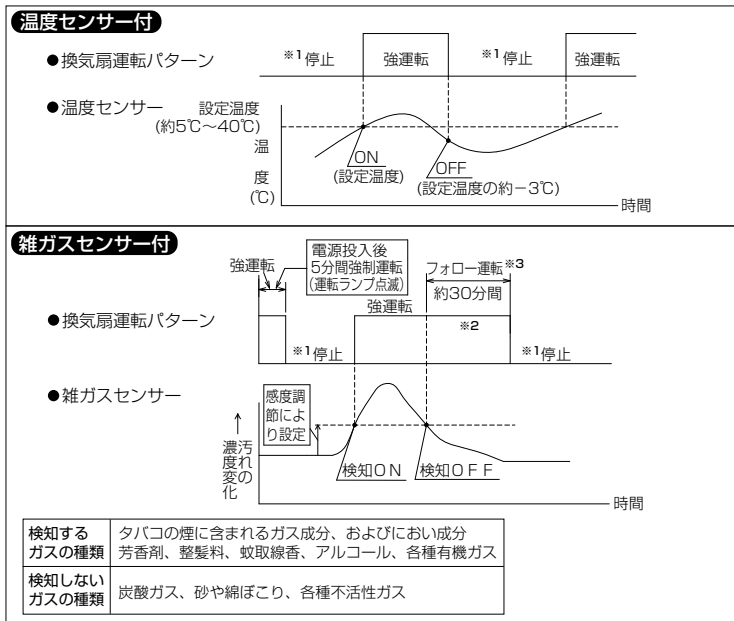 温度センサー付
●換気扇運転パターン
※1停止
強運転
※1停止
強運転
●温度センサー
設定温度
(約5℃～40℃)
温
度
(℃)
ON
(設定温度)
OFF
(設定温度の約－3℃)
時間
雑ガスセンサー付
強運転
電源投入後
5分間強制運転
(運転ランプ点滅)
フォロー運転※3
約30分間
●換気扇運転パターン
※1停止
強運転
※2
※1停止
●雑ガスセンサー
感度調
節によ
り設定
汚れの
濃度変化
検知ON
検知OFF
時間
検知する
ガスの種類
タバコの煙に含まれるガス成分、およびにおい成分
芳香剤、整髪料、蚊取線香、アルコール、各種有機ガス
検知しない
ガスの種類
炭酸ガス、砂や綿ぼこり、各種不活性ガス